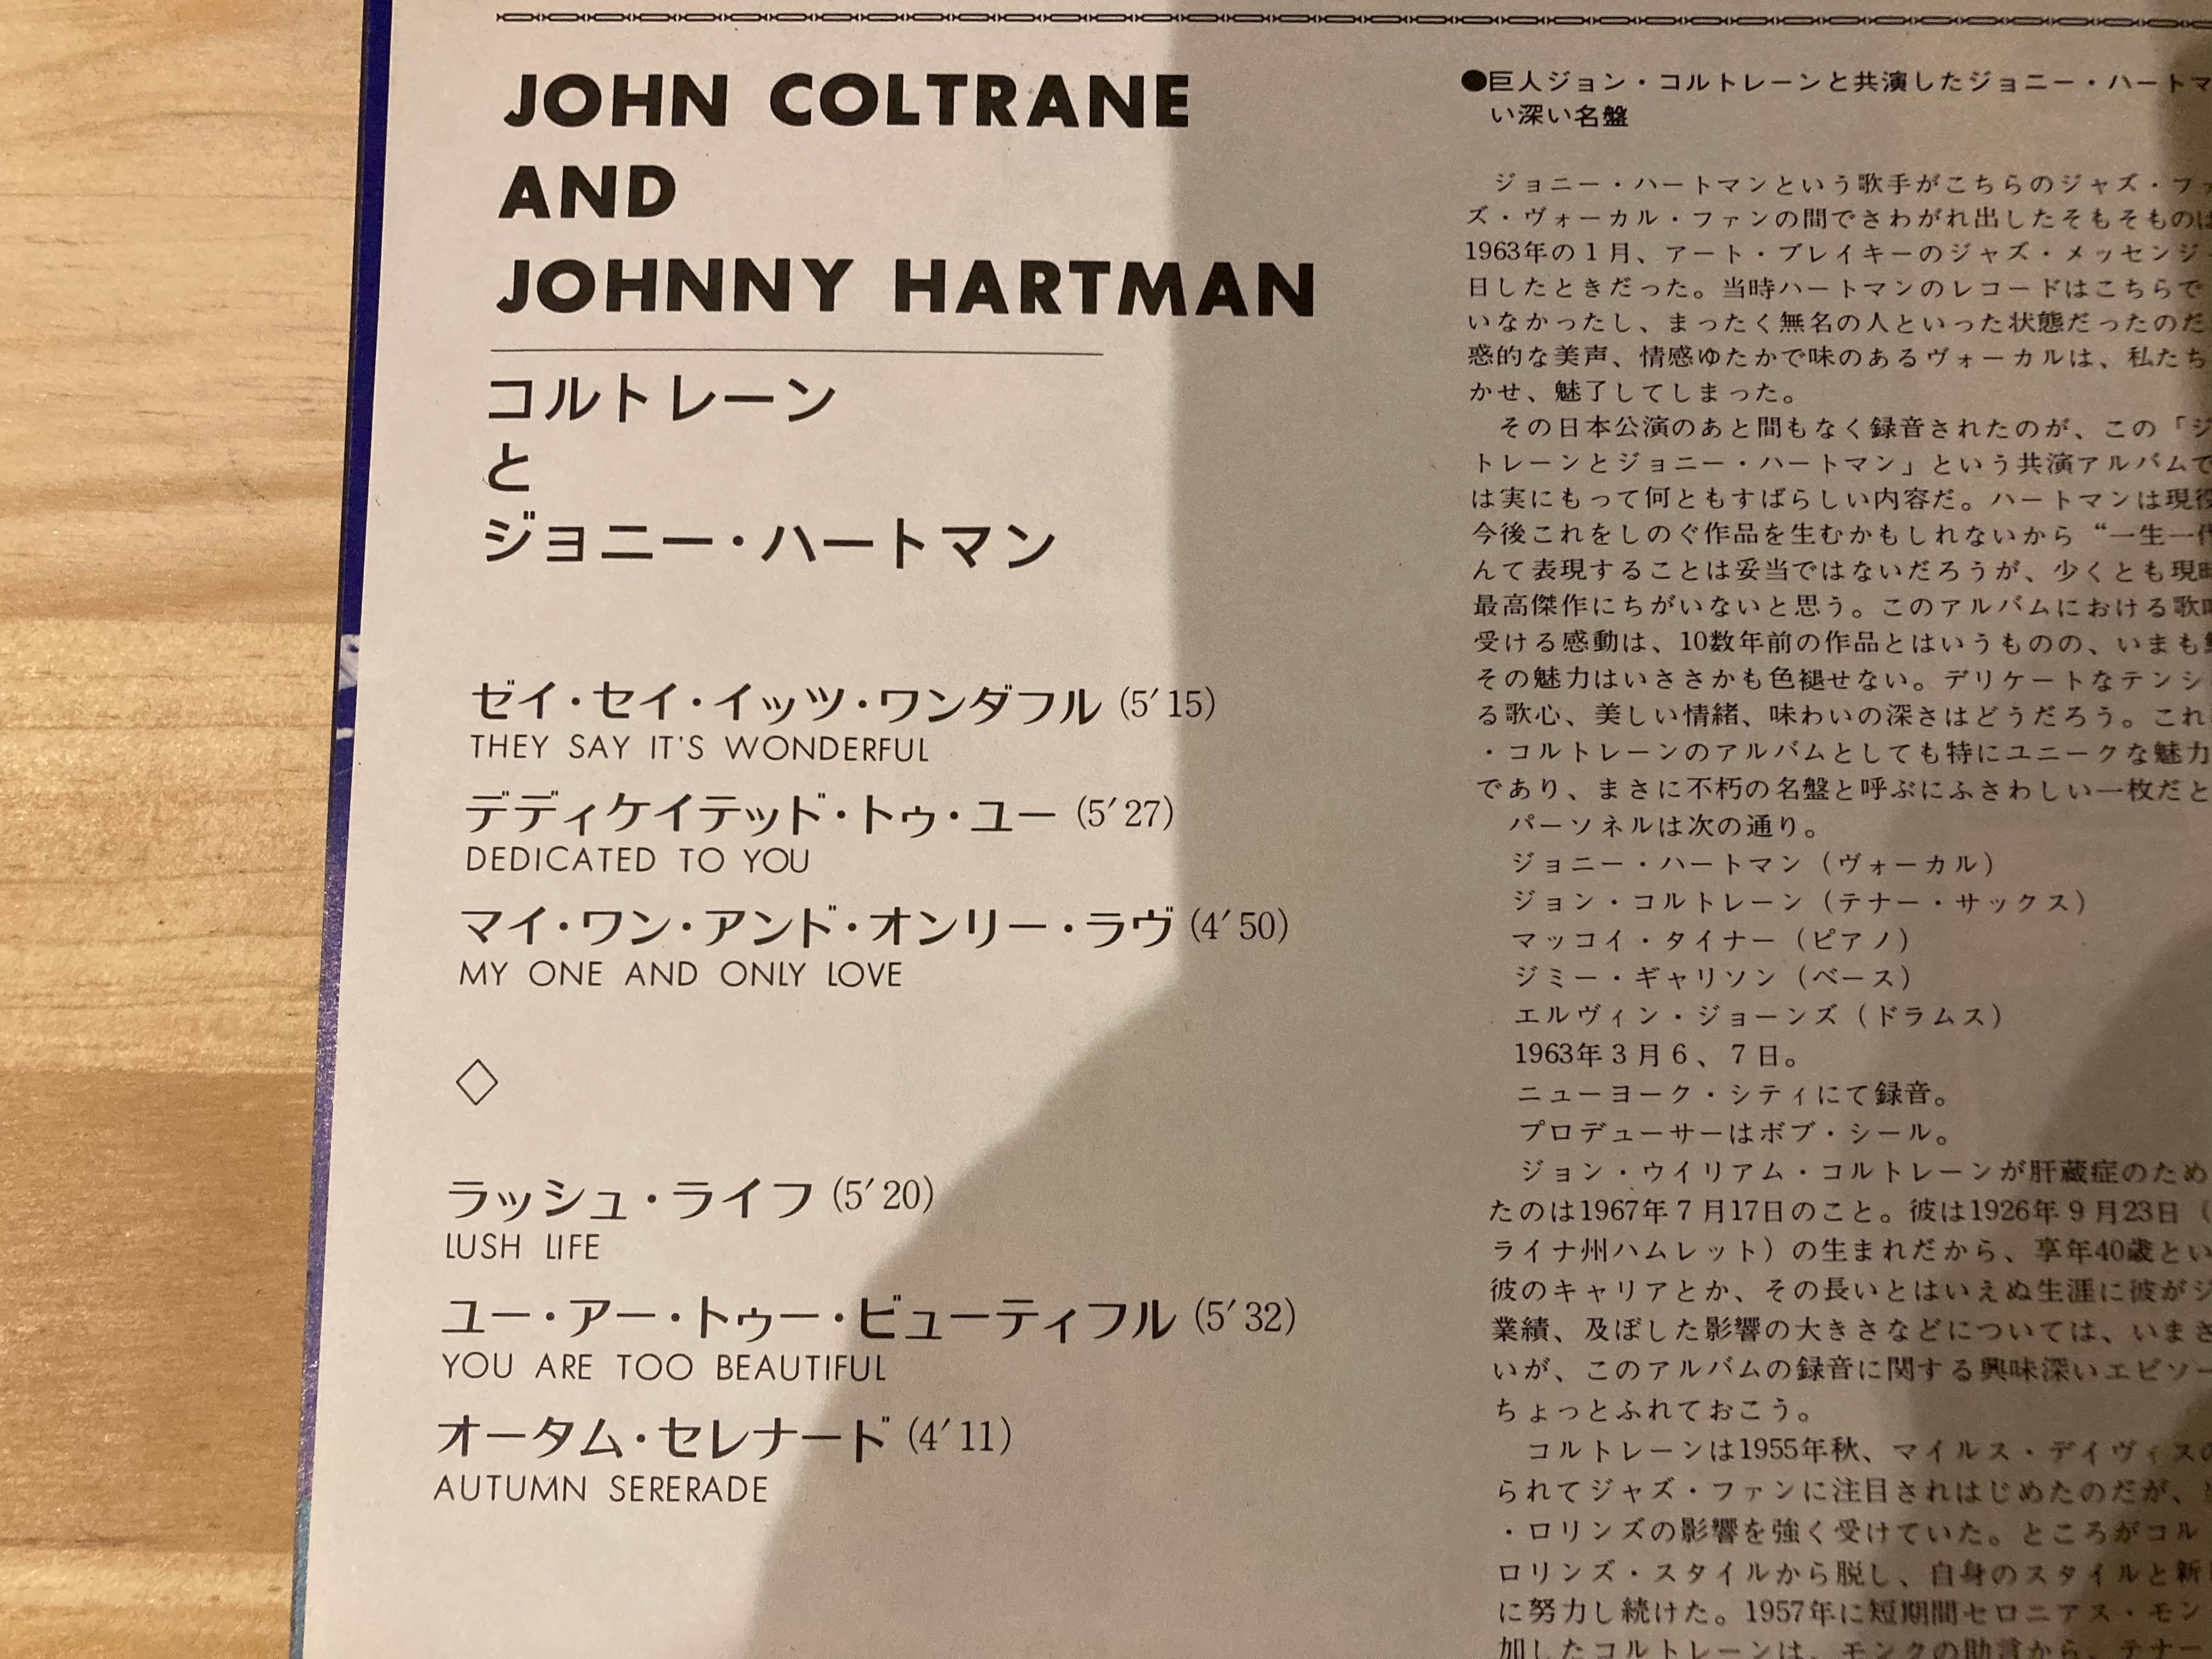 JOHN COLTRANE
AND
JOHNNY HARTMAN
コルトレーン
と
ジョニー・ハートマン
ゼイ・セイ・イッツ・ワンダフル (5′15)
THEY SAY IT'S WONDERFUL
デディケイテッド・トゥ・ユー (5′27)
DEDICATED TO YOU
マイ・ワン・アンド・オンリー・ラヴ (4′50)
MY ONE AND ONLY LOVE
◇
ラッシュ・ライフ (5′20)
LUSH LIFE
ユー・アー・トゥー・ビューティフル (5′32)
YOU ARE TOO BEAUTIFUL
オータム・セレナード (4′11)
AUTUMN SERERADE
●巨人ジョン・コルトレーンと共演したジョニー・ハートマ
い深い名盤
ジョニー・ハートマンという歌手がこちらのジャズ・ファ
ズ・ヴォーカル・ファンの間でさわがれ出したそもそものは
1963年の1月、アート・ブレイキーのジャズ・メッセンジ
日したときだった。当時ハートマンのレコードはこちらで
いなかったし、まったく無名の人といった状態だったのだ
惑的な美声、情感ゆたかで味のあるヴォーカルは、私たち
かせ、魅了してしまった。
その日本公演のあと間もなく録音されたのが、この「ジ
トレーンとジョニー・ハートマン」という共演アルバムで
は実にもって何ともすばらしい内容だ。ハートマンは現役
今後これをしのぐ作品を生むかもしれないから“一生一代
んて表現することは妥当ではないだろうが、少くとも現時
最高傑作にちがいないと思う。このアルバムにおける歌
受ける感動は、10数年前の作品とはいうものの、いまも
その魅力はいささかも色褪せない。デリケートなテンシ
る歌心、美しい情緒、味わいの深さはどうだろう。これ
・コルトレーンのアルバムとしても特にユニークな魅力
であり、まさに不朽の名盤と呼ぶにふさわしい一枚だと
パーソネルは次の通り。
ジョニー・ハートマン（ヴォーカル）
ジョン・コルトレーン（テナー・サックス）
マッコイ・タイナー（ピアノ）
ジミー・ギャリソン（ベース）
エルヴィン・ジョーンズ（ドラムス）
1963年3月6、7日。
ニューヨーク・シティにて録音。
プロデューサーはボブ・シール。
ジョン・ウイリアム・コルトレーンが肝蔵症のため
たのは1967年7月17日のこと。彼は1926年9月23日（
ライナ州ハムレット）の生まれだから、享年40歳とい
彼のキャリアとか、その長いとはいえぬ生涯に彼がジ
業績、及ぼした影響の大きさなどについては、いまさ
いが、このアルバムの録音に関する興味深いエピソー
ちょっとふれておこう。
コルトレーンは1955年秋、マイルス・デイヴィスの
られてジャズ・ファンに注目されはじめたのだが、
・ロリンズの影響を強く受けていた。ところがコル
ロリンズ・スタイルから脱し、自身のスタイルと新
に努力し続けた。1957年に短期間セロニアス・モン
加したコルトレーンは、モンクの助言から、テナー